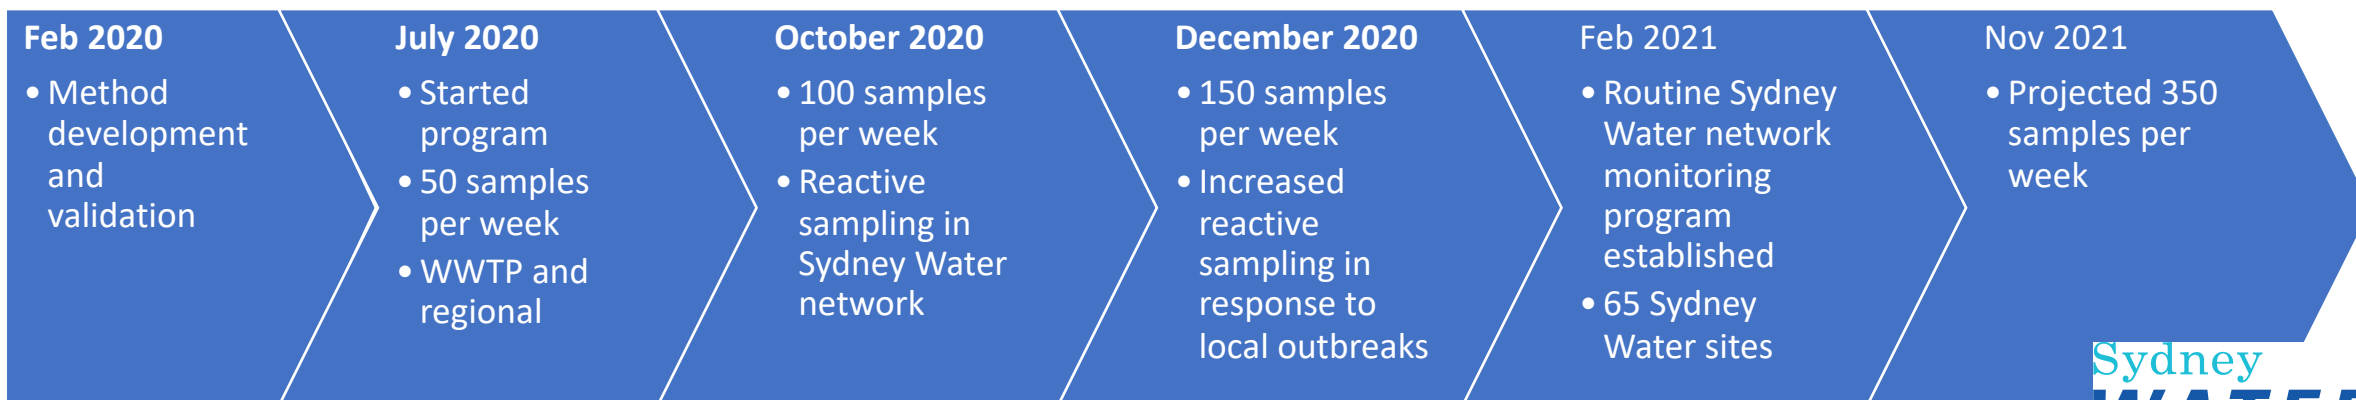 Feb 2020
• Method
development
and
validation
July 2020
• Started
program
• 50 samples
per week
• WWTP and
regional
October 2020
• 100 samples
per week
• Reactive
sampling in
Sydney Water
network
December 2020
• 150 samples
per week
• Increased
reactive
sampling in
response to
local outbreaks
Feb 2021
• Routine Sydney
Water network
monitoring
program
established
• 65 Sydney
Water sites
Nov 2021
• Projected 350
samples per
week
Sydney
WATER